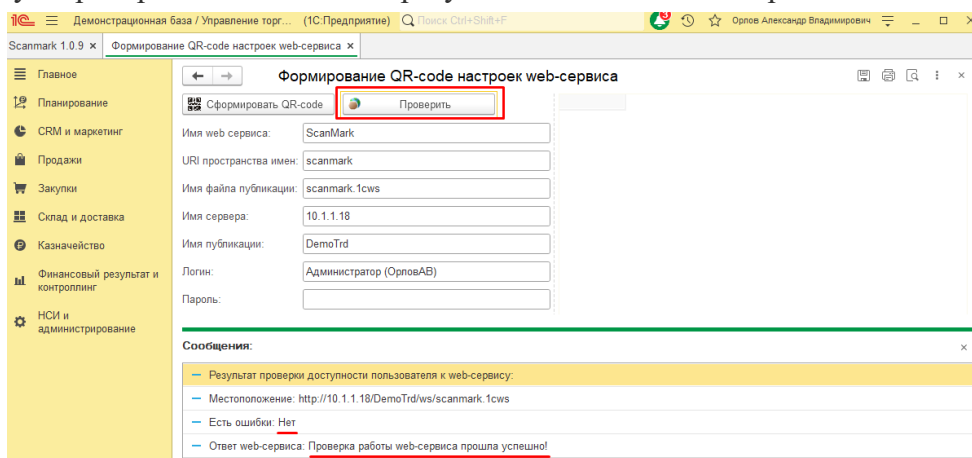 Демонстрационная база / Управление торг... (1С:Предприятие) Поиск Ctrl+Shift+F Орлов Александр Владимирович
Scanmark 1.0.9 × Формирование QR-code настроек web-сервиса ×
Главное
Планирование
CRM и маркетинг
Продажи
Закупки
Склад и доставка
Казначейство
Финансовый результат и
контроллинг
НСИ и
администрирование
Формирование QR-code настроек web-сервиса
Сформировать QR-code Проверить
Имя web сервиса: ScanMark
URI пространства имен: scanmark
Имя файла публикации: scanmark.1cws
Имя сервера: 10.1.1.18
Имя публикации: DemoTrd
Логин: Администратор (ОрловАВ)
Пароль:
Сообщения:
– Результат проверки доступности пользователя к web-сервису:
– Местоположение: http://10.1.1.18/DemoTrd/ws/scanmark.1cws
– Есть ошибки: Нет
– Ответ web-сервиса: Проверка работы web-сервиса прошла успешно!